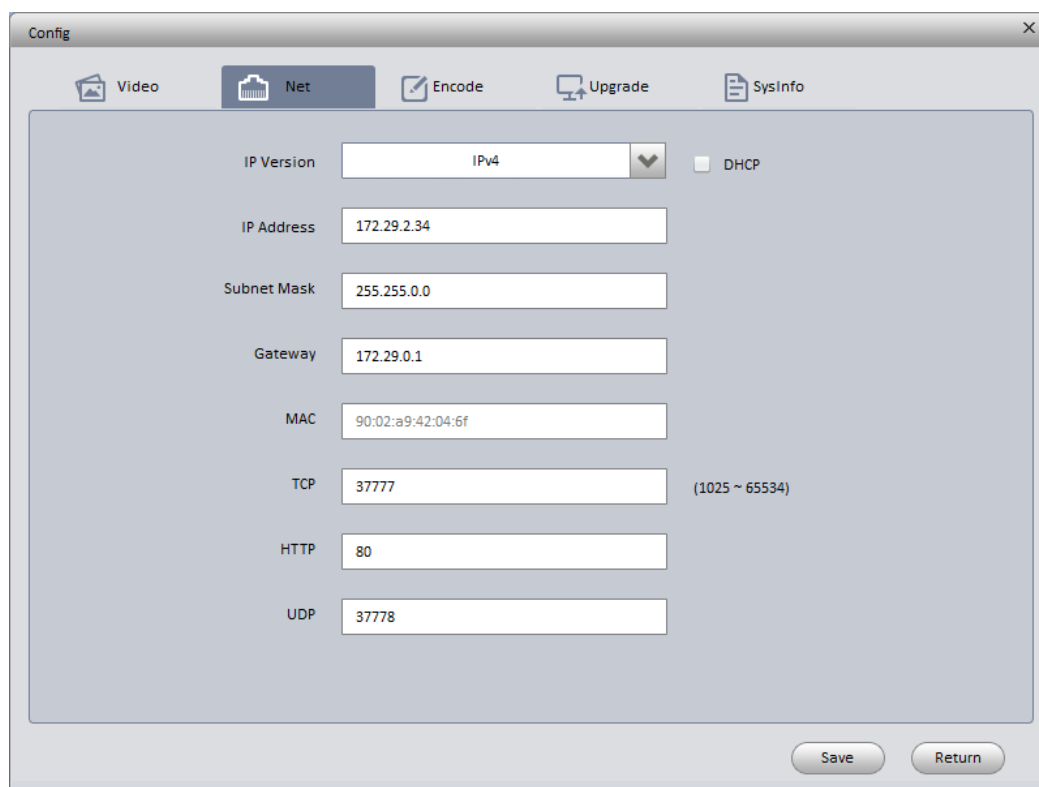 Config
Video Net Encode Upgrade SysInfo
IP Version IPv4 DHCP
IP Address 172.29.2.34
Subnet Mask 255.255.0.0
Gateway 172.29.0.1
MAC 90:02:a9:42:04:6f
TCP 37777 (1025 ~ 65534)
HTTP 80
UDP 37778
Save Return